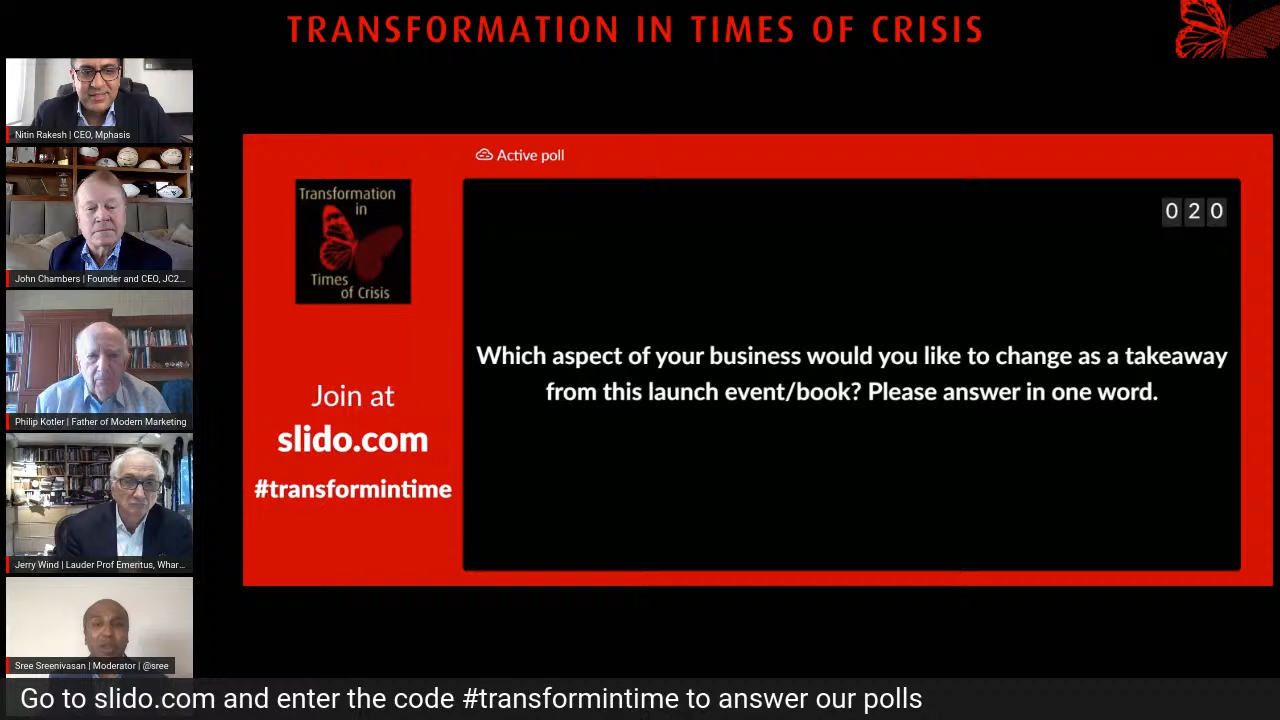 TRANSFORMATION IN TIMES OF CRISIS
Nitin Rakesh | CEO, Mphasis
John Chambers | Founder and CEO, JC2...
Philip Kotler | Father of Modern Marketing
Jerry Wind | Lauder Prof Emeritus, Whar...
Sree Sreenivasan | Moderator | @sree
Active poll
Transformation
in
Times
of Crisis
Join at
slido.com
#transformintime
020
Which aspect of your business would you like to change as a takeaway
from this launch event/book? Please answer in one word.
Go to slido.com and enter the code #transformintime to answer our polls